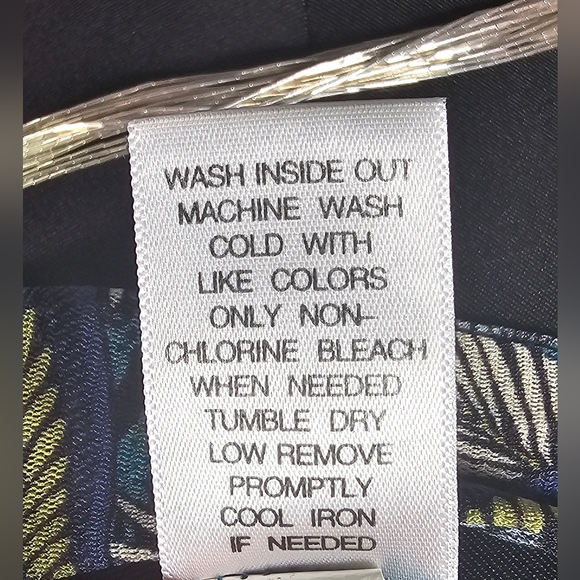 WASH INSIDE OUT
MACHINE WASH
COLD WITH
LIKE COLORS
ONLY NON-
CHLORINE BLEACH
WHEN NEEDED
TUMBLE DRY
LOW REMOVE
PROMPTLY
COOL IRON
IF NEEDED